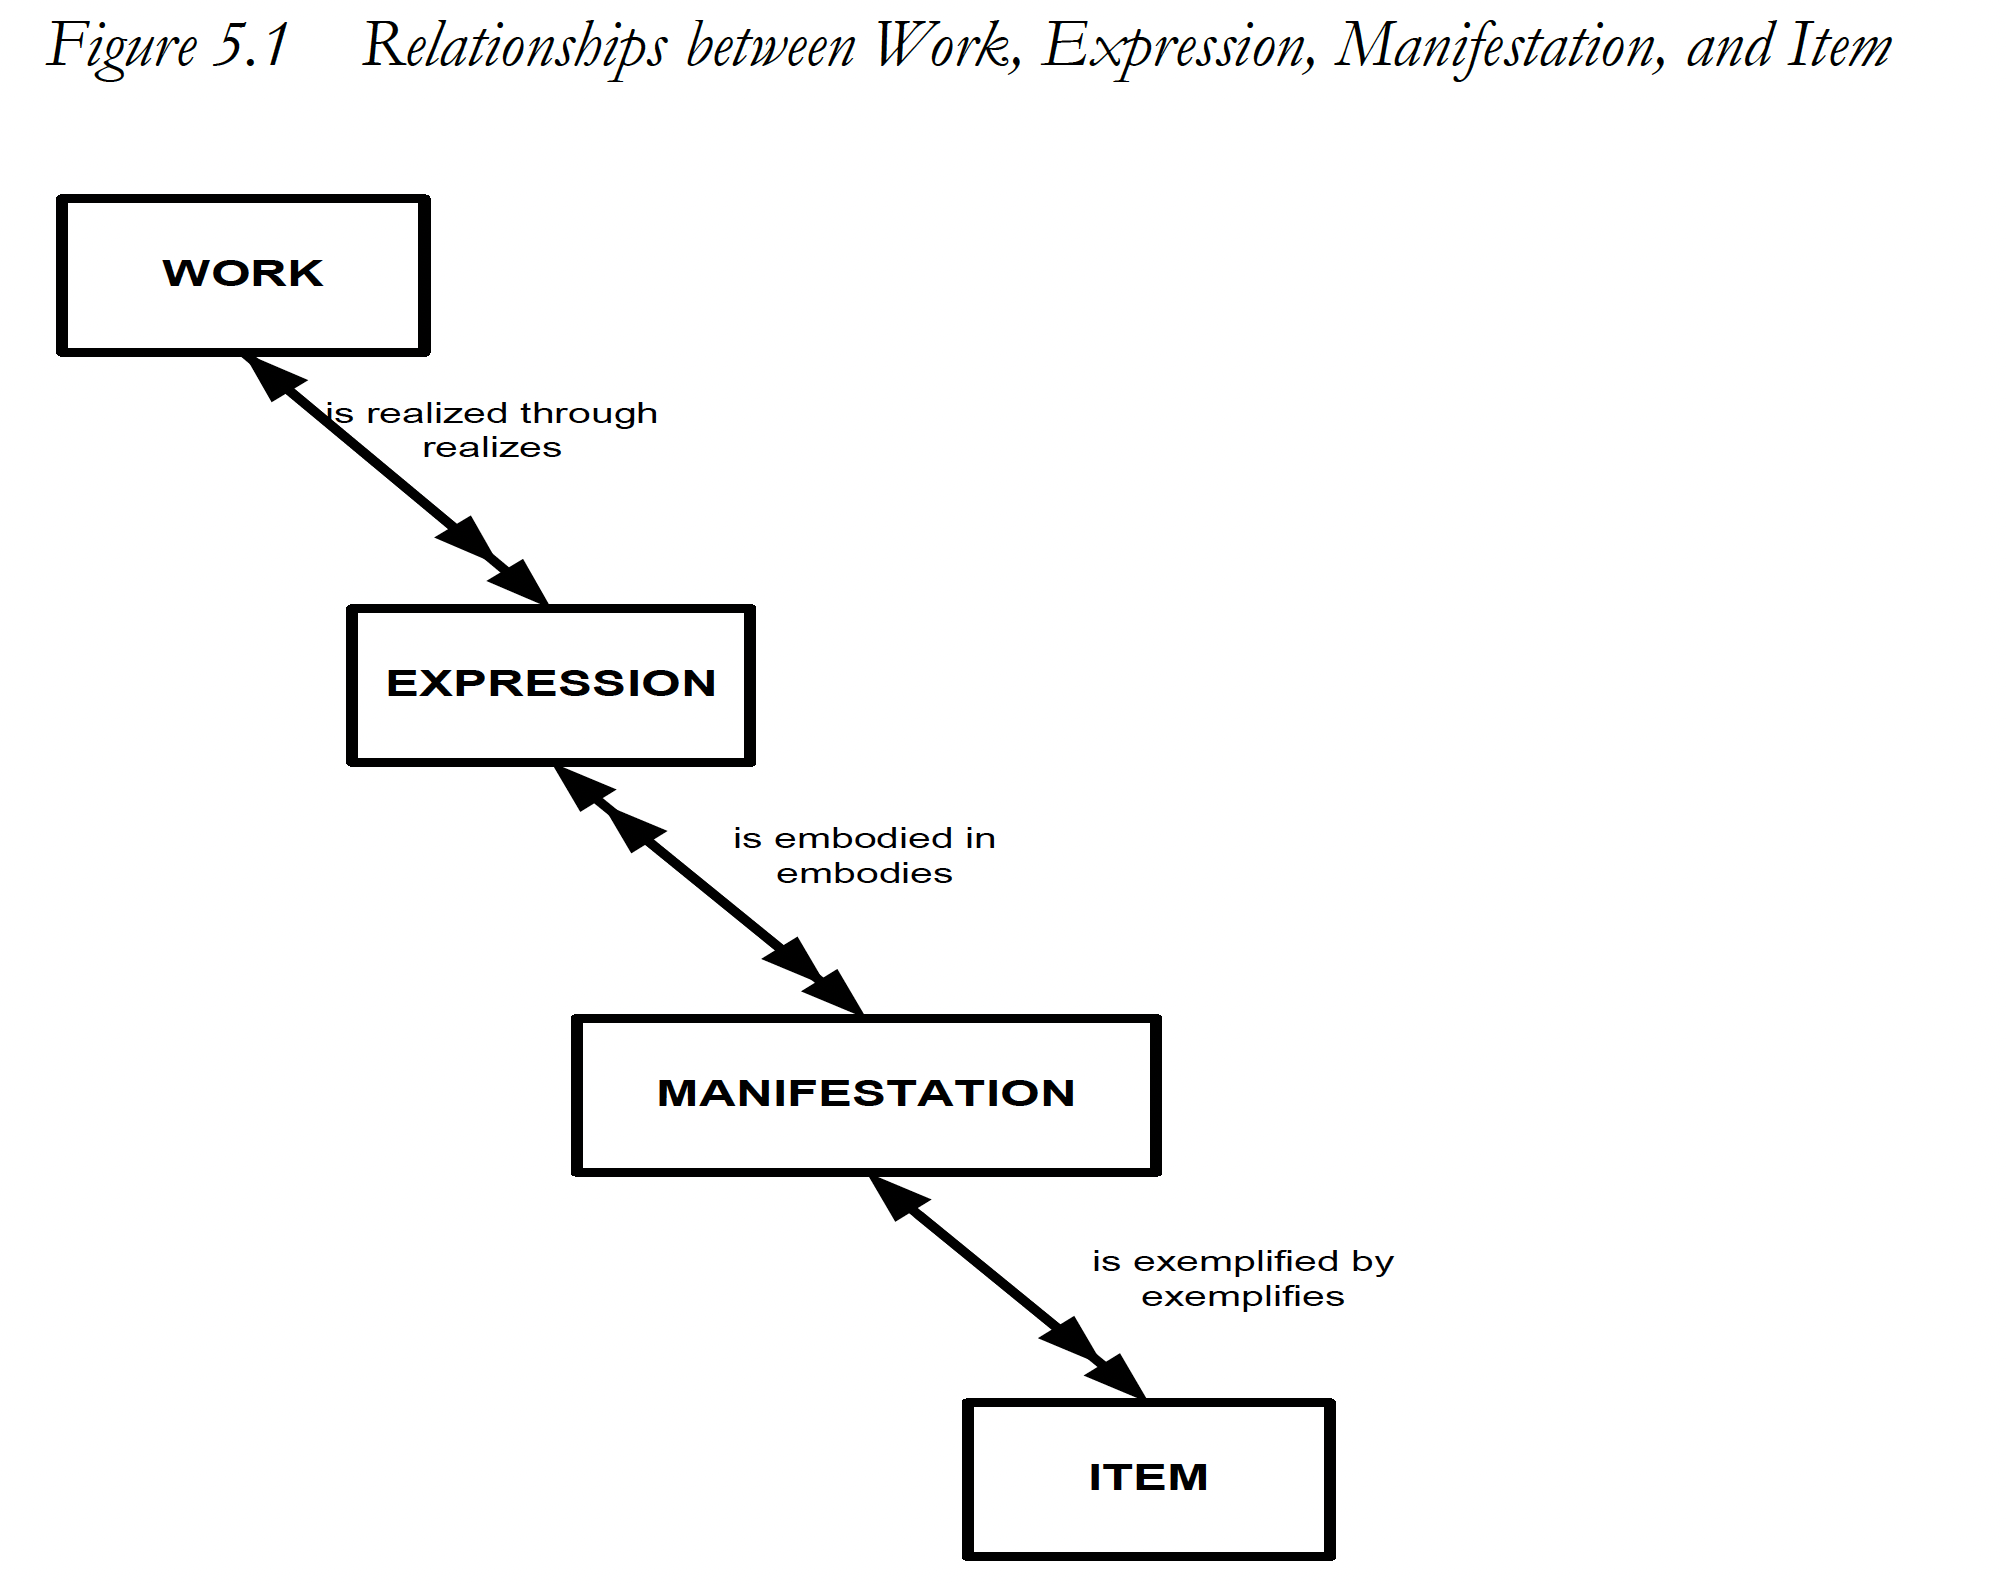 Figure 5.1 Relationships between Work, Expression, Manifestation, and Item
WORK
is realized through
realizes
EXPRESSION
is embodied in
embodies
MANIFESTATION
is exemplified by
exemplifies
ITEM